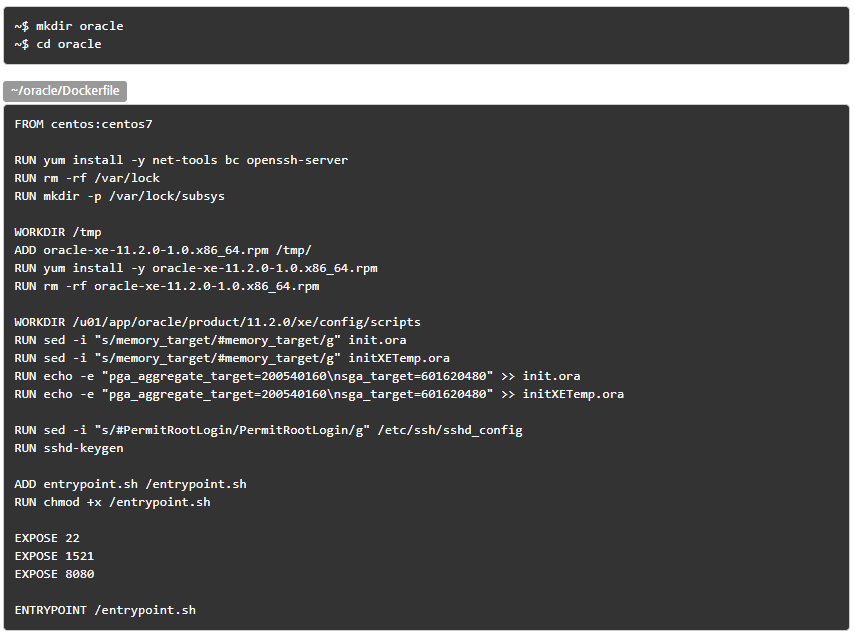 ~$ mkdir oracle
~$ cd oracle
~/oracle/Dockerfile
FROM centos:centos7
RUN yum install -y net-tools bc openssh-server
RUN rm -rf /var/lock
RUN mkdir -p /var/lock/subsys
WORKDIR /tmp
ADD oracle-xe-11.2.0-1.0.x86_64.rpm /tmp/
RUN yum install -y oracle-xe-11.2.0-1.0.x86_64.rpm
RUN rm -rf oracle-xe-11.2.0-1.0.x86_64.rpm
WORKDIR /u01/app/oracle/product/11.2.0/xe/config/scripts
RUN sed -i "s/memory_target/#memory_target/g" init.ora
RUN sed -i "s/memory_target/#memory_target/g" initXETemp.ora
RUN echo -e "pga_aggregate_target=200540160\nsga_target=601620480" >> init.ora
RUN echo -e "pga_aggregate_target=200540160\nsga_target=601620480" >> initXETemp.ora
RUN sed -i "s/#PermitRootLogin/PermitRootLogin/g" /etc/ssh/sshd_config
RUN sshd-keygen
ADD entrypoint.sh /entrypoint.sh
RUN chmod +x /entrypoint.sh
EXPOSE 22
EXPOSE 1521
EXPOSE 8080
ENTRYPOINT /entrypoint.sh